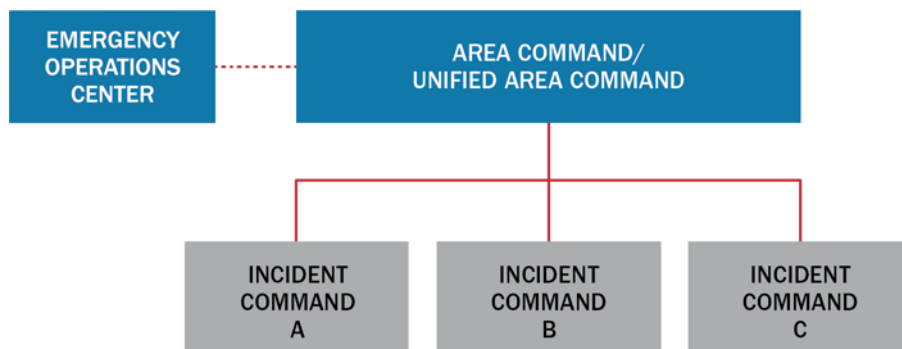 EMERGENCY
OPERATIONS
CENTER
AREA COMMAND/
UNIFIED AREA COMMAND
INCIDENT
COMMAND
A
INCIDENT
COMMAND
B
INCIDENT
COMMAND
C